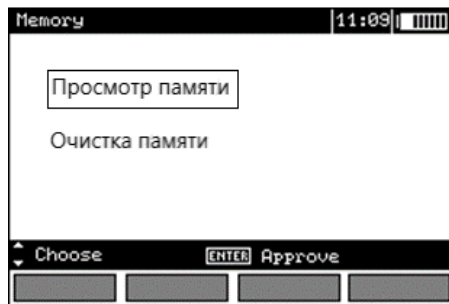 Memory 11:09
Просмотр памяти
Очистка памяти
Choose ENTER Approve